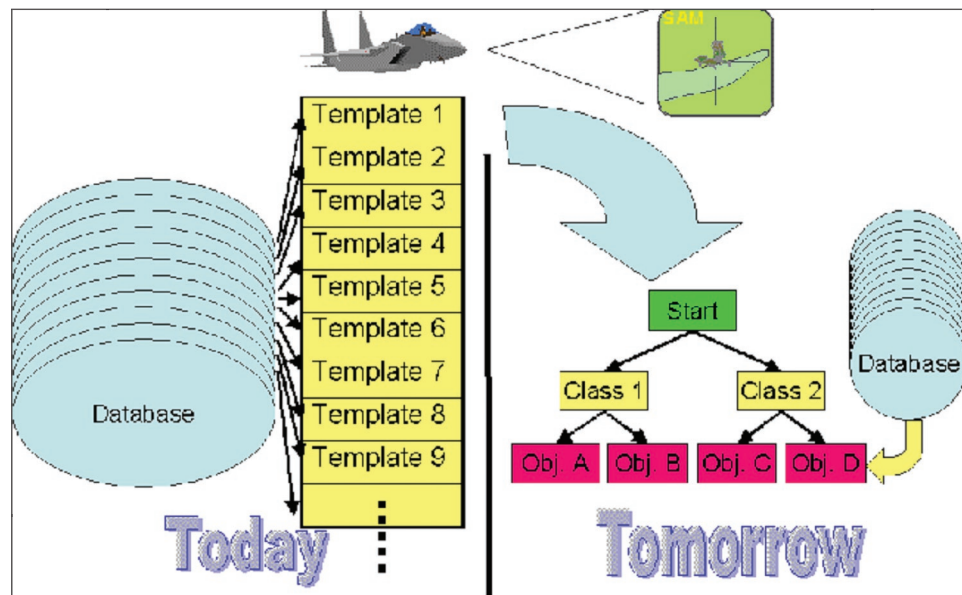 SAM
Template 1
Template 2
Template 3
Template 4
Template 5
Template 6
Template 7
Template 8
Template 9
Database
Today
Start
Class 1
Class 2
Obj. A
Obj. B
Obj. C
Obj. D
Database
Tomorrow